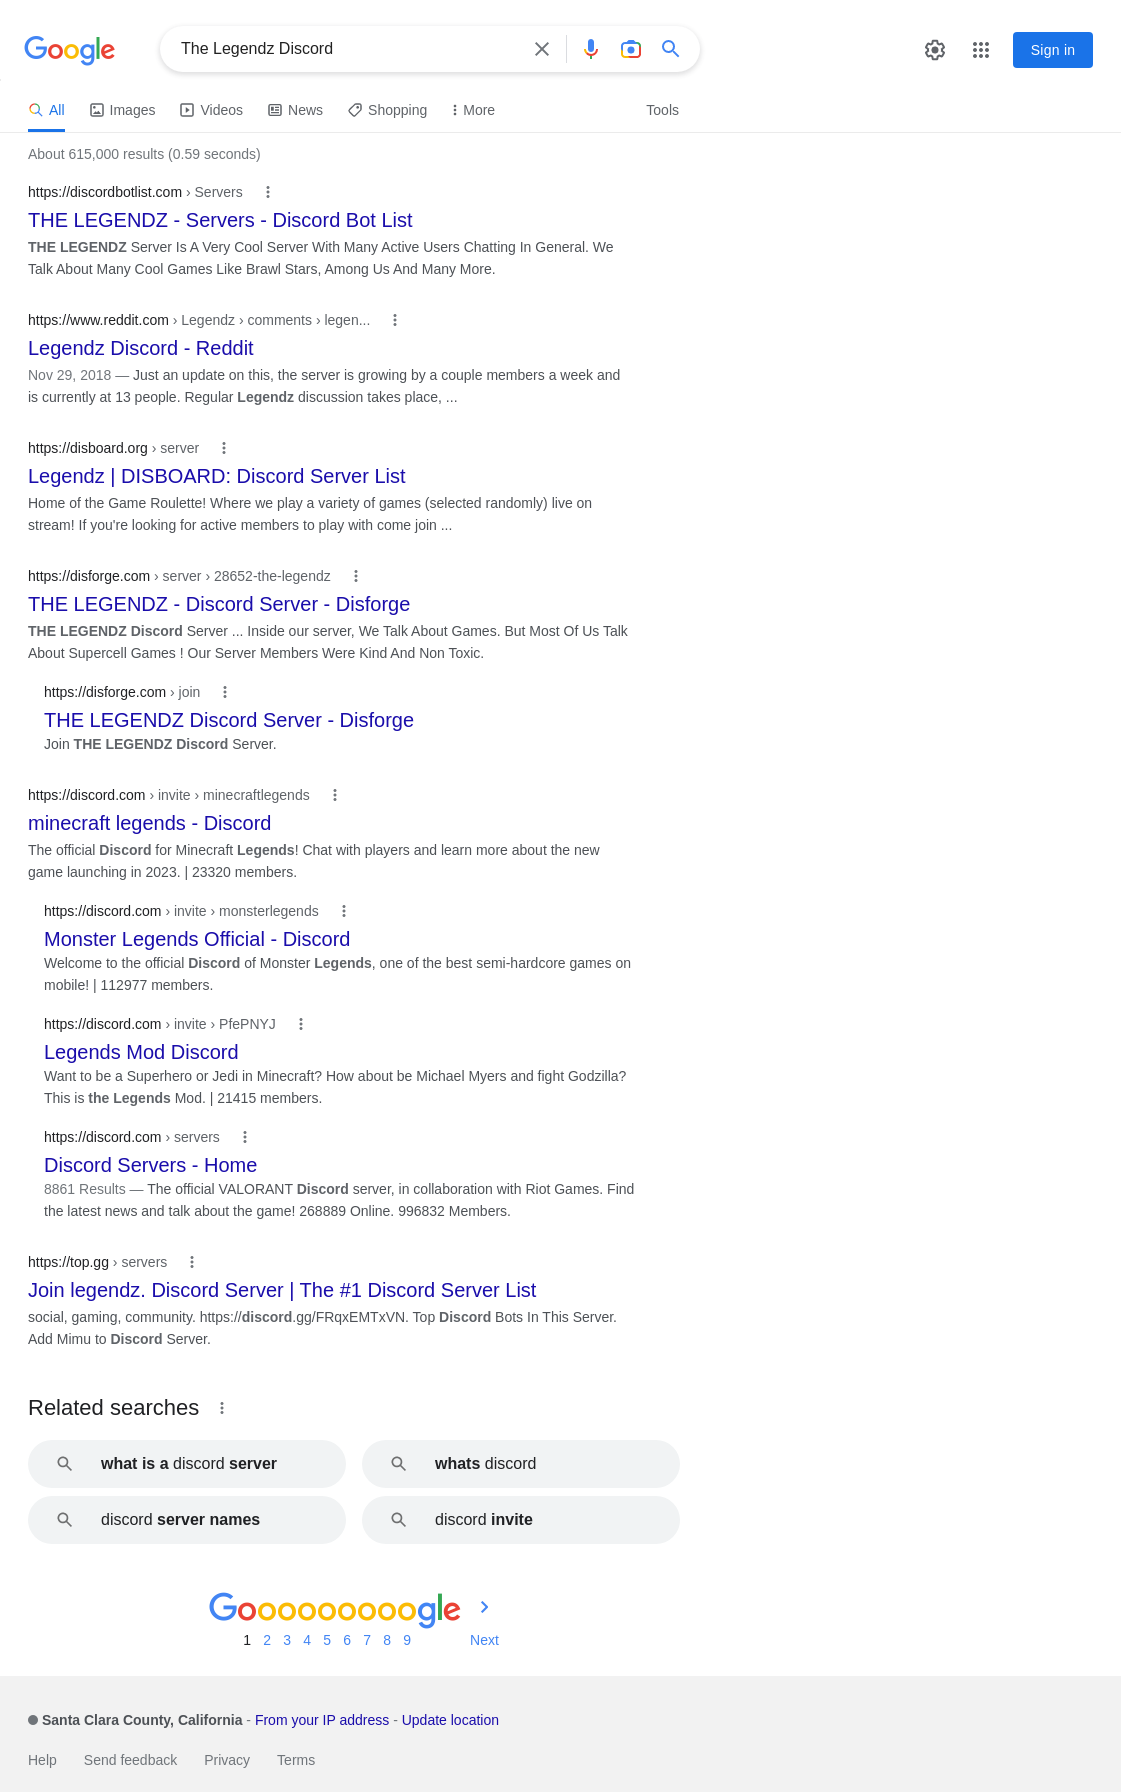 Google
The Legendz Discord
Sign in
All Images Videos News Shopping More Tools
About 615,000 results (0.59 seconds)
https://discordbotlist.com › Servers
THE LEGENDZ - Servers - Discord Bot List
THE LEGENDZ Server Is A Very Cool Server With Many Active Users Chatting In General. We
Talk About Many Cool Games Like Brawl Stars, Among Us And Many More.
https://www.reddit.com › Legendz › comments › legen...
Legendz Discord - Reddit
Nov 29, 2018 — Just an update on this, the server is growing by a couple members a week and
is currently at 13 people. Regular Legendz discussion takes place, ...
https://disboard.org › server
Legendz | DISBOARD: Discord Server List
Home of the Game Roulette! Where we play a variety of games (selected randomly) live on
stream! If you're looking for active members to play with come join ...
https://disforge.com › server › 28652-the-legendz
THE LEGENDZ - Discord Server - Disforge
THE LEGENDZ Discord Server ... Inside our server, We Talk About Games. But Most Of Us Talk
About Supercell Games ! Our Server Members Were Kind And Non Toxic.
https://disforge.com › join
THE LEGENDZ Discord Server - Disforge
Join THE LEGENDZ Discord Server.
https://discord.com › invite › minecraftlegends
minecraft legends - Discord
The official Discord for Minecraft Legends! Chat with players and learn more about the new
game launching in 2023. | 23320 members.
https://discord.com › invite › monsterlegends
Monster Legends Official - Discord
Welcome to the official Discord of Monster Legends, one of the best semi-hardcore games on
mobile! | 112977 members.
https://discord.com › invite › PfePNYJ
Legends Mod Discord
Want to be a Superhero or Jedi in Minecraft? How about be Michael Myers and fight Godzilla?
This is the Legends Mod. | 21415 members.
https://discord.com › servers
Discord Servers - Home
8861 Results — The official VALORANT Discord server, in collaboration with Riot Games. Find
the latest news and talk about the game! 268889 Online. 996832 Members.
https://top.gg › servers
Join legendz. Discord Server | The #1 Discord Server List
social, gaming, community. https://discord.gg/FRqxEMTxVN. Top Discord Bots In This Server.
Add Mimu to Discord Server.
Related searches
what is a discord server whats discord
discord server names discord invite
Gooooooooogle
1 2 3 4 5 6 7 8 9 Next
Santa Clara County, California - From your IP address - Update location
Help Send feedback Privacy Terms